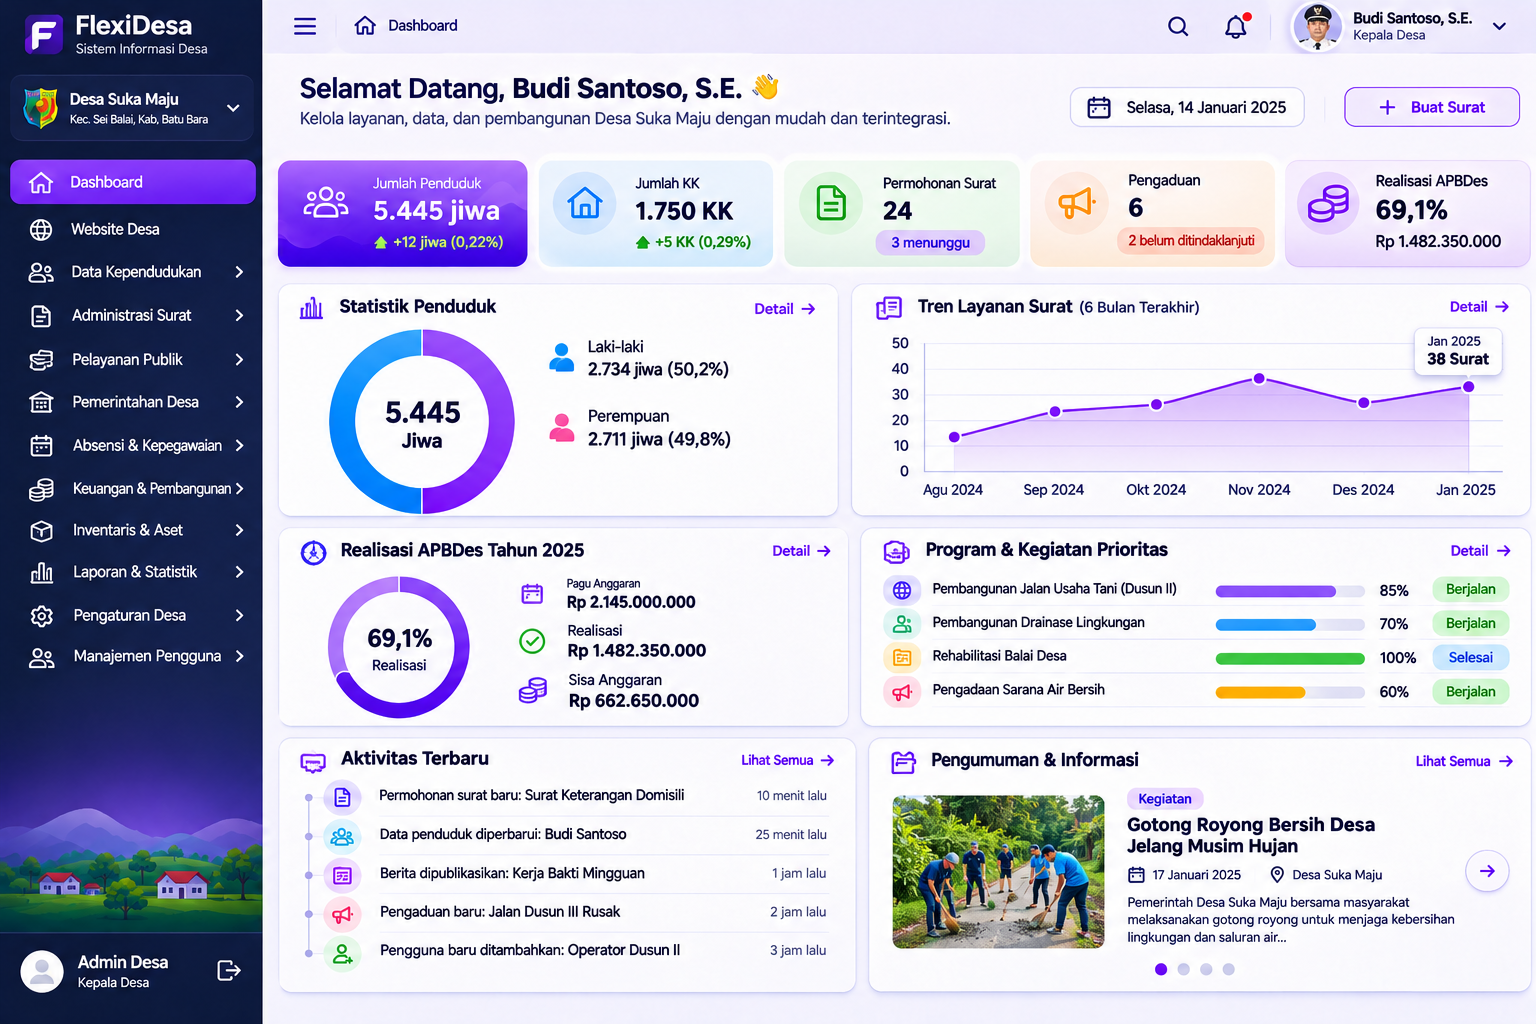 FlexiDesa
Sistem Informasi Desa
Desa Suka Maju
Kec. Sei Balai, Kab, Batu Bara
Dashboard
Website Desa
Data Kependudukan
Administrasi Surat
Pelayanan Publik
Pemerintahan Desa
Absensi & Kepegawaian
Keuangan & Pembangunan
Inventaris & Aset
Laporan & Statistik
Pengaturan Desa
Manajemen Pengguna
Admin Desa
Kepala Desa
Dashboard
Budi Santoso, S.E.
Kepala Desa
Selamat Datang, Budi Santoso, S.E. 👋
Kelola layanan, data, dan pembangunan Desa Suka Maju dengan mudah dan terintegrasi.
Selasa, 14 Januari 2025
+ Buat Surat
Jumlah Penduduk
5.445 jiwa
+12 jiwa (0,22%)
Jumlah KK
1.750 KK
+5 KK (0,29%)
Permohonan Surat
24
3 menunggu
Pengaduan
6
2 belum ditindaklanjuti
Realisasi APBDes
69,1%
Rp 1.482.350.000
Statistik Penduduk
Detail →
5.445
Jiwa
Laki-laki
2.734 jiwa (50,2%)
Perempuan
2.711 jiwa (49,8%)
Tren Layanan Surat (6 Bulan Terakhir)
Detail →
Jan 2025
38 Surat
50
40
30
20
10
0
Agu 2024
Sep 2024
Okt 2024
Nov 2024
Des 2024
Jan 2025
Realisasi APBDes Tahun 2025
Detail →
69,1%
Realisasi
Pagu Anggaran
Rp 2.145.000.000
Realisasi
Rp 1.482.350.000
Sisa Anggaran
Rp 662.650.000
Program & Kegiatan Prioritas
Detail →
Pembangunan Jalan Usaha Tani (Dusun II)
85%
Berjalan
Pembangunan Drainase Lingkungan
70%
Berjalan
Rehabilitasi Balai Desa
100%
Selesai
Pengadaan Sarana Air Bersih
60%
Berjalan
Aktivitas Terbaru
Lihat Semua →
Permohonan surat baru: Surat Keterangan Domisili
10 menit lalu
Data penduduk diperbarui: Budi Santoso
25 menit lalu
Berita dipublikasikan: Kerja Bakti Mingguan
1 jam lalu
Pengaduan baru: Jalan Dusun III Rusak
2 jam lalu
Pengguna baru ditambahkan: Operator Dusun II
3 jam lalu
Pengumuman & Informasi
Lihat Semua →
Kegiatan
Gotong Royong Bersih Desa
Jelang Musim Hujan
17 Januari 2025
Desa Suka Maju
Pemerintah Desa Suka Maju bersama masyarakat
melaksanakan gotong royong untuk menjaga kebersihan
lingkungan dan saluran air...